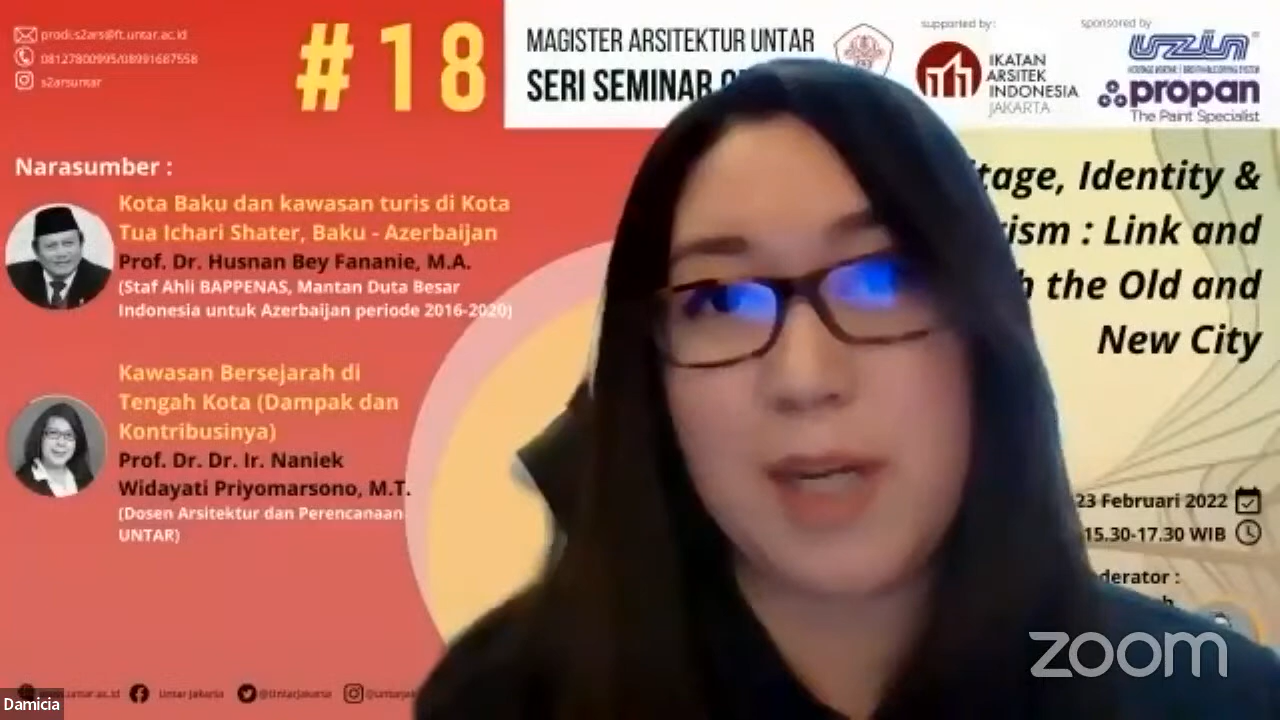 prodi.s2ars@ft.untar.ac.id
08127800995/08991687558
s2arsuntar
#18
MAGISTER ARSITEKTUR UNTAR
SERI SEMINAR
supported by:
IKATAN
ARSITEK
INDONESIA
JAKARTA
sponsored by
uzin
propan
The Paint Specialist
Narasumber :
Kota Baku dan kawasan turis di Kota
Tua Ichari Shater, Baku - Azerbaijan
Prof. Dr. Husnan Bey Fananie, M.A.
(Staf Ahli BAPPENAS, Mantan Duta Besar
Indonesia untuk Azerbaijan periode 2016-2020)
Kawasan Bersejarah di
Tengah Kota (Dampak dan
Kontribusinya)
Prof. Dr. Dr. Ir. Naniek
Widayati Priyomarsono, M.T.
(Dosen Arsitektur dan Perencanaan
UNTAR)
tage, Identity &
rism : Link and
h the Old and
New City
23 Februari 2022
15.30-17.30 WIB
derator :
zoom
Untar Jakarta
@UntarJakarta
Damicia